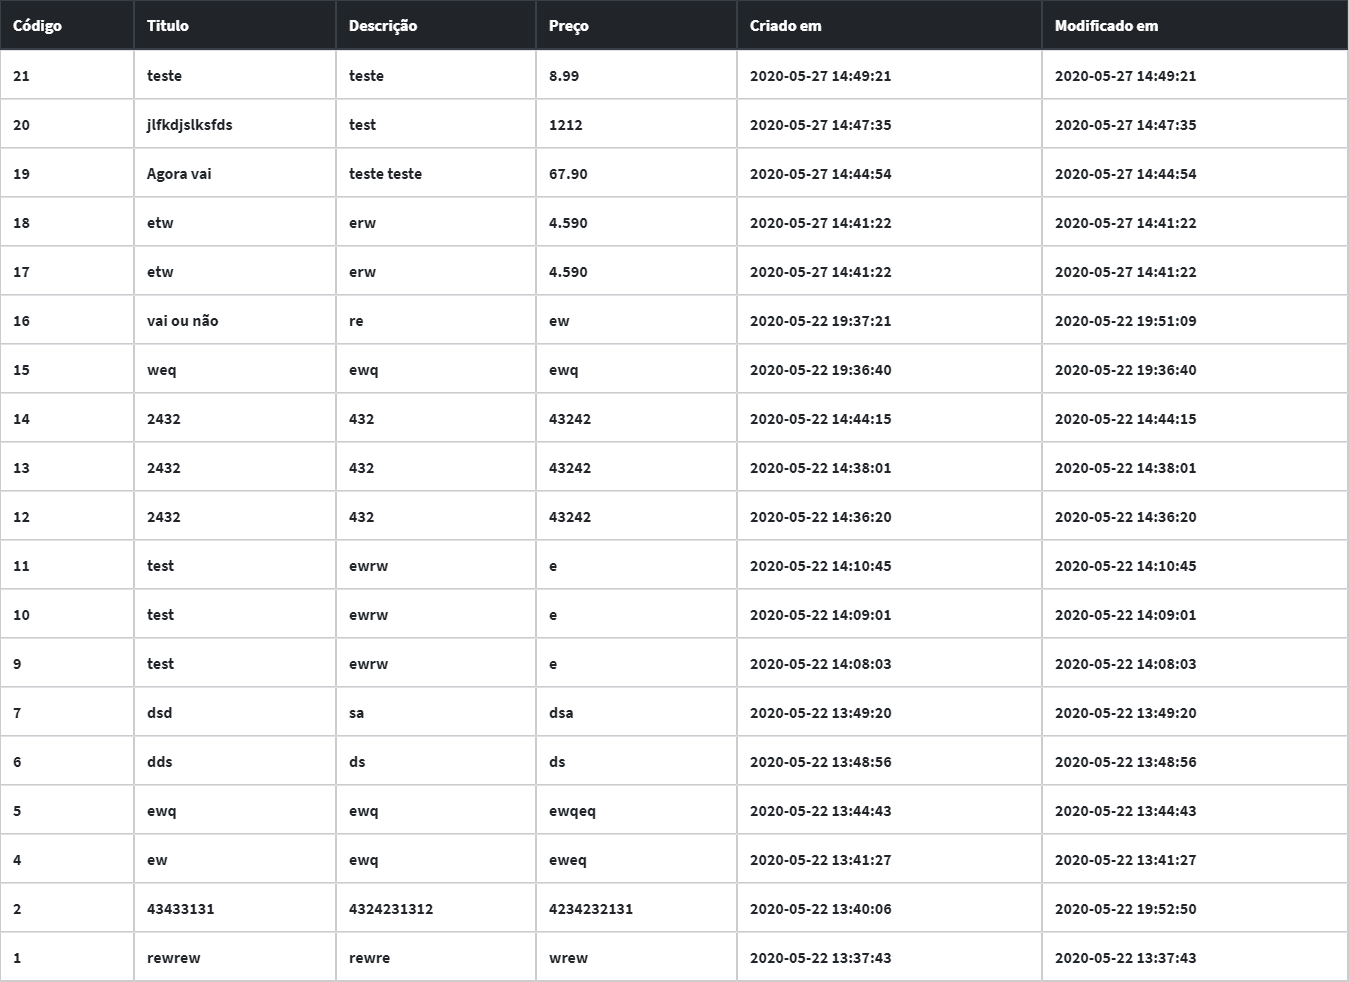 Código Titulo Descrição Preço Criado em Modificado em
21 teste teste 8.99 2020-05-27 14:49:21 2020-05-27 14:49:21
20 jlfkdjslksfds test 1212 2020-05-27 14:47:35 2020-05-27 14:47:35
19 Agora vai teste teste 67.90 2020-05-27 14:44:54 2020-05-27 14:44:54
18 etw erw 4.590 2020-05-27 14:41:22 2020-05-27 14:41:22
17 etw erw 4.590 2020-05-27 14:41:22 2020-05-27 14:41:22
16 vai ou não re ew 2020-05-22 19:37:21 2020-05-22 19:51:09
15 weq ewq ewq 2020-05-22 19:36:40 2020-05-22 19:36:40
14 2432 432 43242 2020-05-22 14:44:15 2020-05-22 14:44:15
13 2432 432 43242 2020-05-22 14:38:01 2020-05-22 14:38:01
12 2432 432 43242 2020-05-22 14:36:20 2020-05-22 14:36:20
11 test ewrw e 2020-05-22 14:10:45 2020-05-22 14:10:45
10 test ewrw e 2020-05-22 14:09:01 2020-05-22 14:09:01
9 test ewrw e 2020-05-22 14:08:03 2020-05-22 14:08:03
7 dsd sa dsa 2020-05-22 13:49:20 2020-05-22 13:49:20
6 dds ds ds 2020-05-22 13:48:56 2020-05-22 13:48:56
5 ewq ewq ewqeq 2020-05-22 13:44:43 2020-05-22 13:44:43
4 ew ewq eweq 2020-05-22 13:41:27 2020-05-22 13:41:27
2 43433131 4324231312 4234232131 2020-05-22 13:40:06 2020-05-22 19:52:50
1 rewrew rewre wrew 2020-05-22 13:37:43 2020-05-22 13:37:43